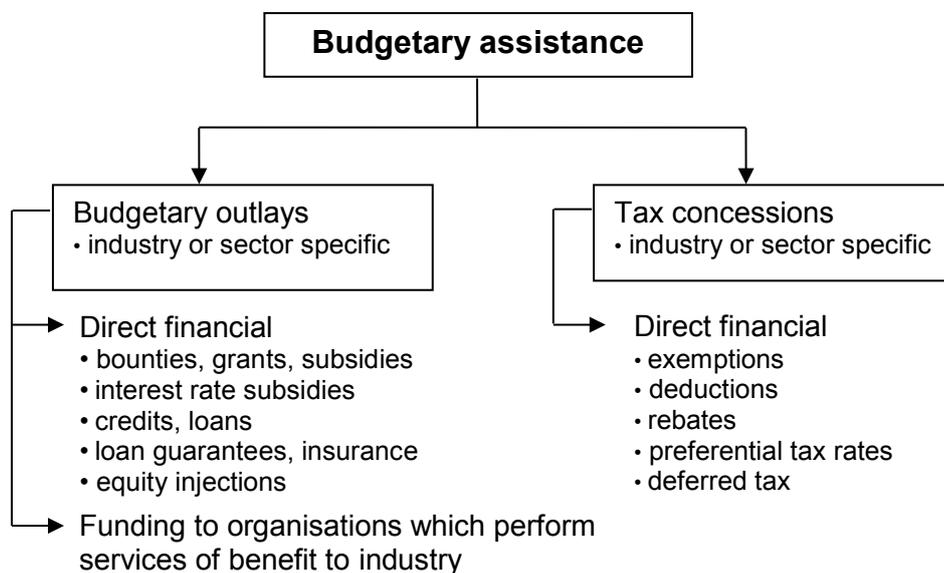 Budgetary assistance
Budgetary outlays
• industry or sector specific
Direct financial
• bounties, grants, subsidies
• interest rate subsidies
• credits, loans
• loan guarantees, insurance
• equity injections
Funding to organisations which perform
services of benefit to industry
Tax concessions
• industry or sector specific
Direct financial
• exemptions
• deductions
• rebates
• preferential tax rates
• deferred tax